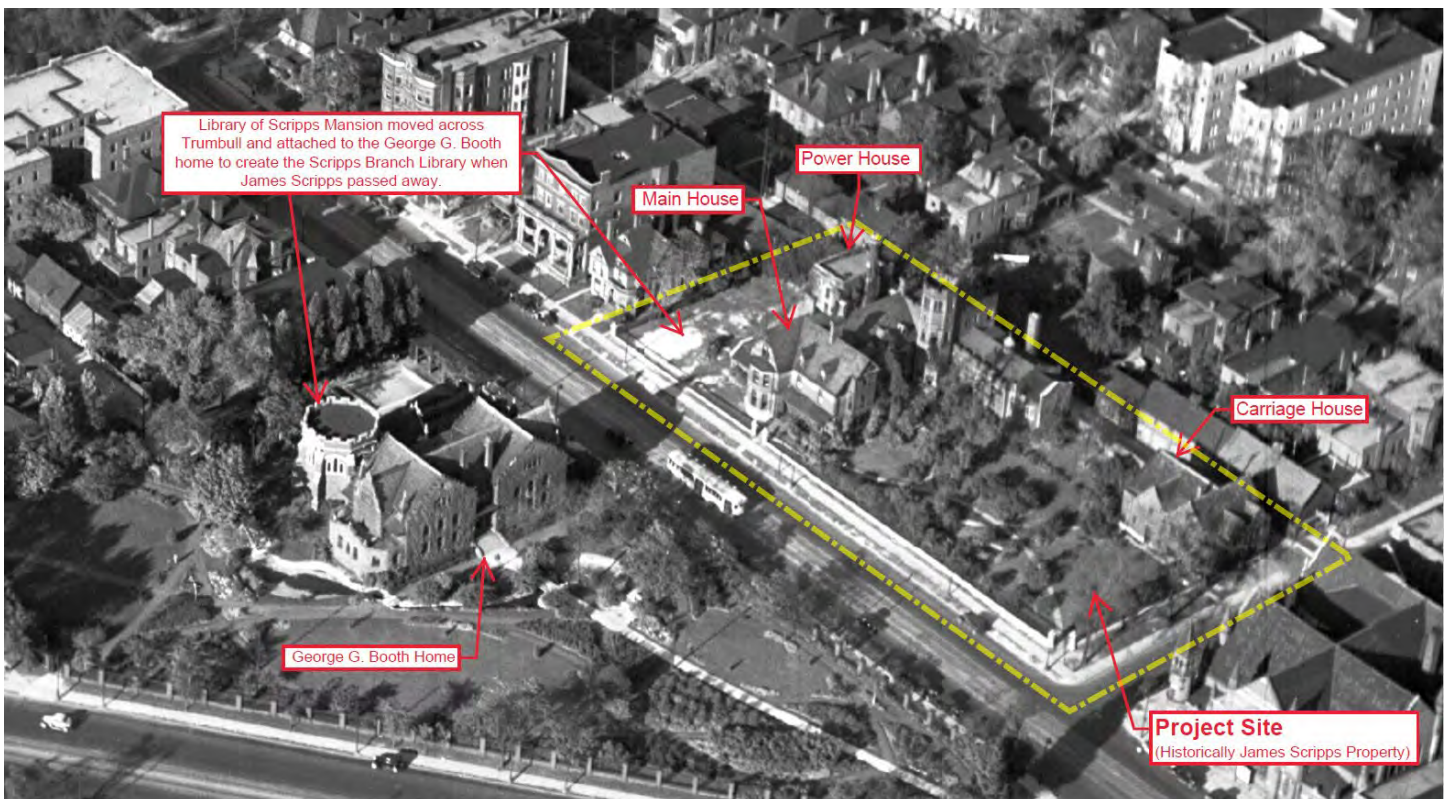 Library of Scripps Mansion moved across
Trumbull and attached to the George G. Booth
home to create the Scripps Branch Library when
James Scripps passed away.
Power House
Main House
Carriage House
George G. Booth Home
Project Site
(Historically James Scripps Property)